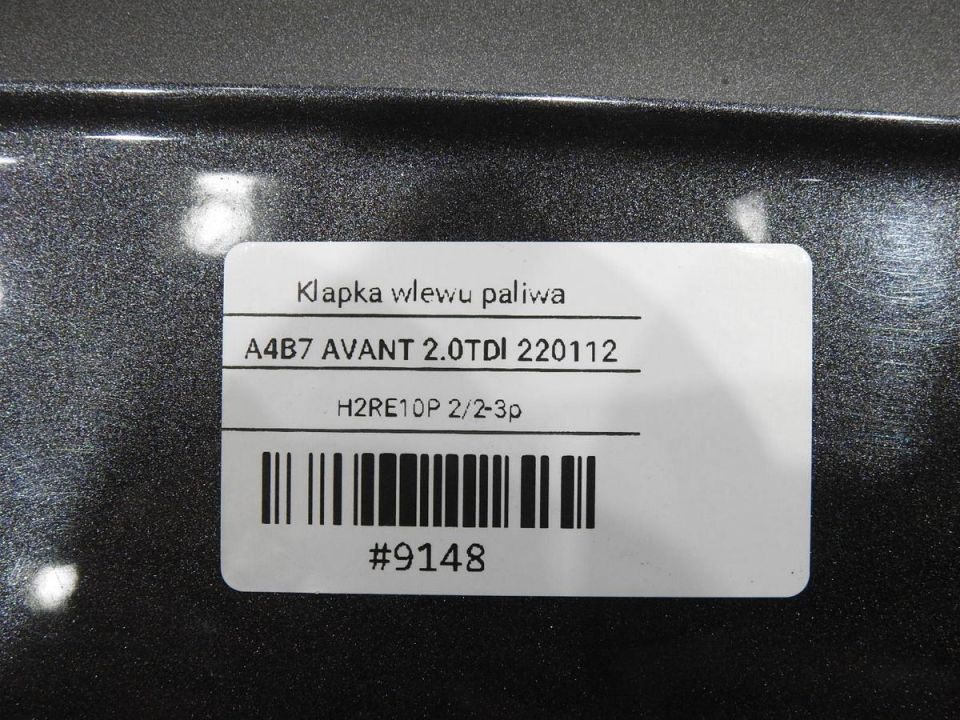 Klapka wlewu paliwa
A4B7 AVANT 2.0TDI 220112
H2RE10P 2/2-3p
#9148